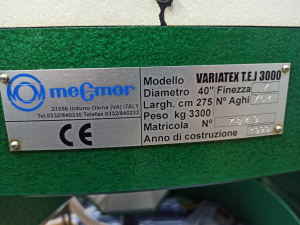 mecmor
21056 Induno Olona (VA) ITALY
Tel.0332/840330 Telefax 0332/840232
CE
Modello VARIATEX T.E.J 3000
Diametro 40" Finezza
Largh. cm 275 N° Aghi
Peso kg 3300
Matricola N°
Anno di costruzione